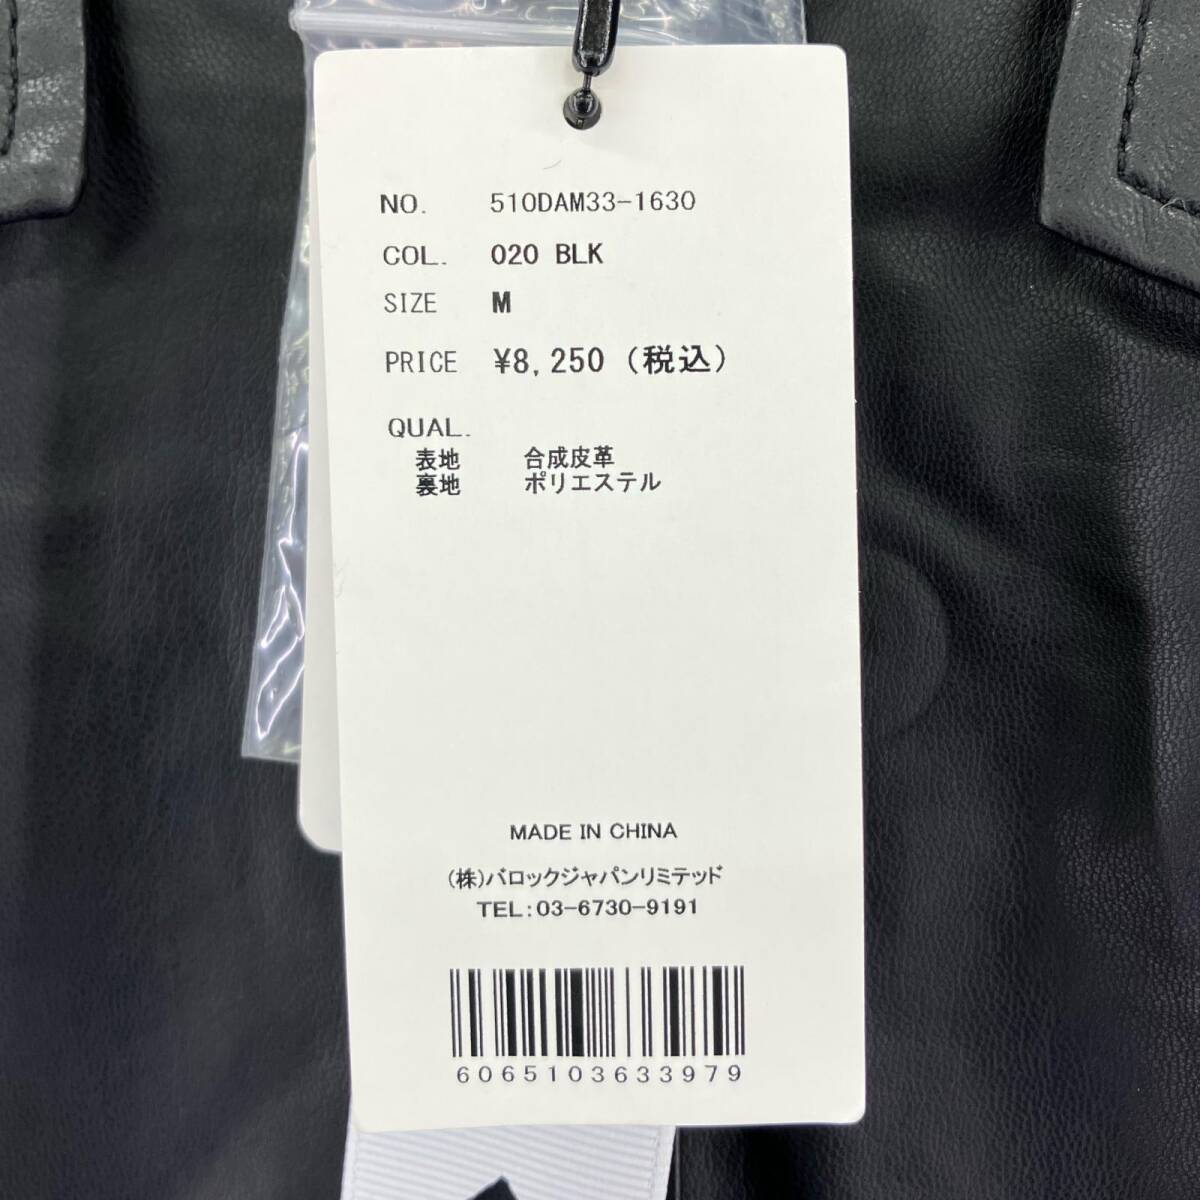 NO. 510DAM33-1630
COL. 020 BLK
SIZE M
PRICE ¥8,250 (税込)
QUAL.
表地 合成皮革
裏地 ポリエステル
MADE IN CHINA
(株)バロックジャパンリミテッド
TEL:03-6730-9191
6065103633979